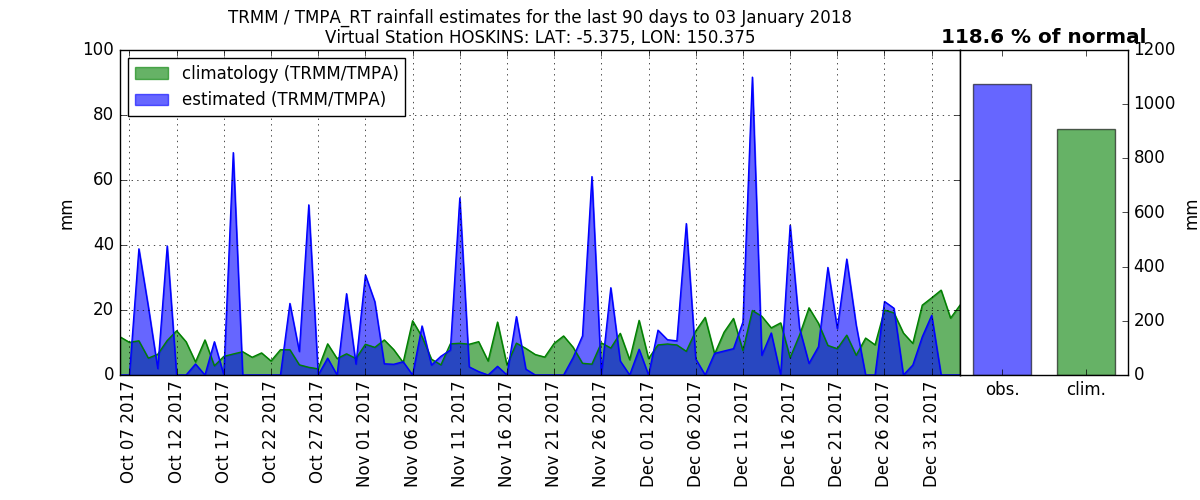 TRMM / TMPA_RT rainfall estimates for the last 90 days to 03 January 2018
Virtual Station HOSKINS: LAT: -5.375, LON: 150.375
118.6 % of normal
climatology (TRMM/TMPA)
estimated (TRMM/TMPA)
100
80
60
40
20
0
mm
1200
1000
800
600
400
200
0
mm
Oct 07 2017
Oct 12 2017
Oct 17 2017
Oct 22 2017
Oct 27 2017
Nov 01 2017
Nov 06 2017
Nov 11 2017
Nov 16 2017
Nov 21 2017
Nov 26 2017
Dec 01 2017
Dec 06 2017
Dec 11 2017
Dec 16 2017
Dec 21 2017
Dec 26 2017
Dec 31 2017
obs.
clim.